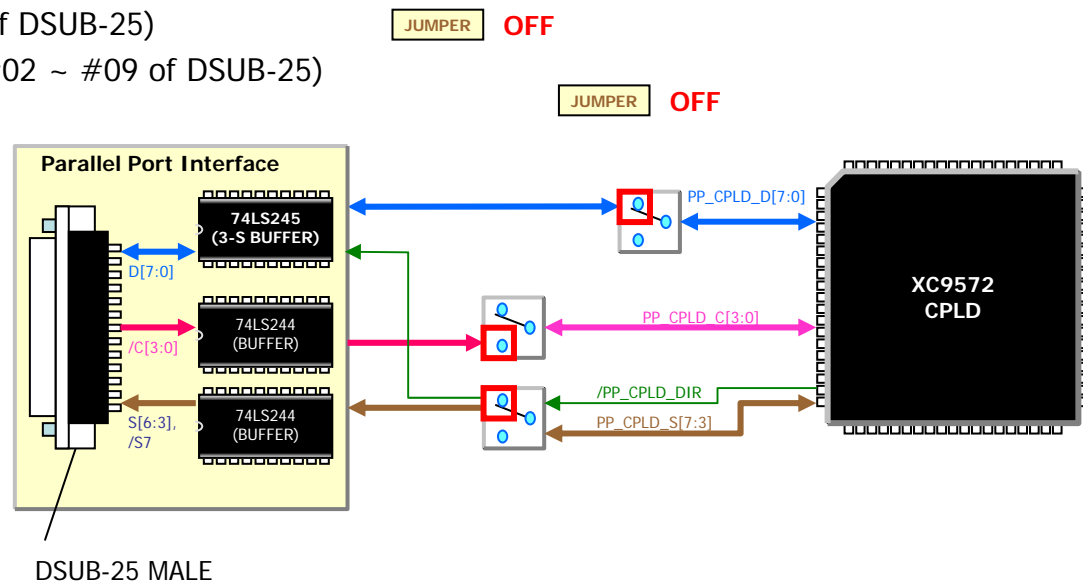 f DSUB-25)
JUMPER OFF
02 ~ #09 of DSUB-25)
JUMPER OFF
Parallel Port Interface
74LS245
(3-S BUFFER)
D[7:0]
PP_CPLD_D[7:0]
XC9572
CPLD
74LS244
(BUFFER)
/C[3:0]
PP_CPLD_C[3:0]
74LS244
(BUFFER)
S[6:3],
/S7
/PP_CPLD_DIR
PP_CPLD_S[7:3]
DSUB-25 MALE